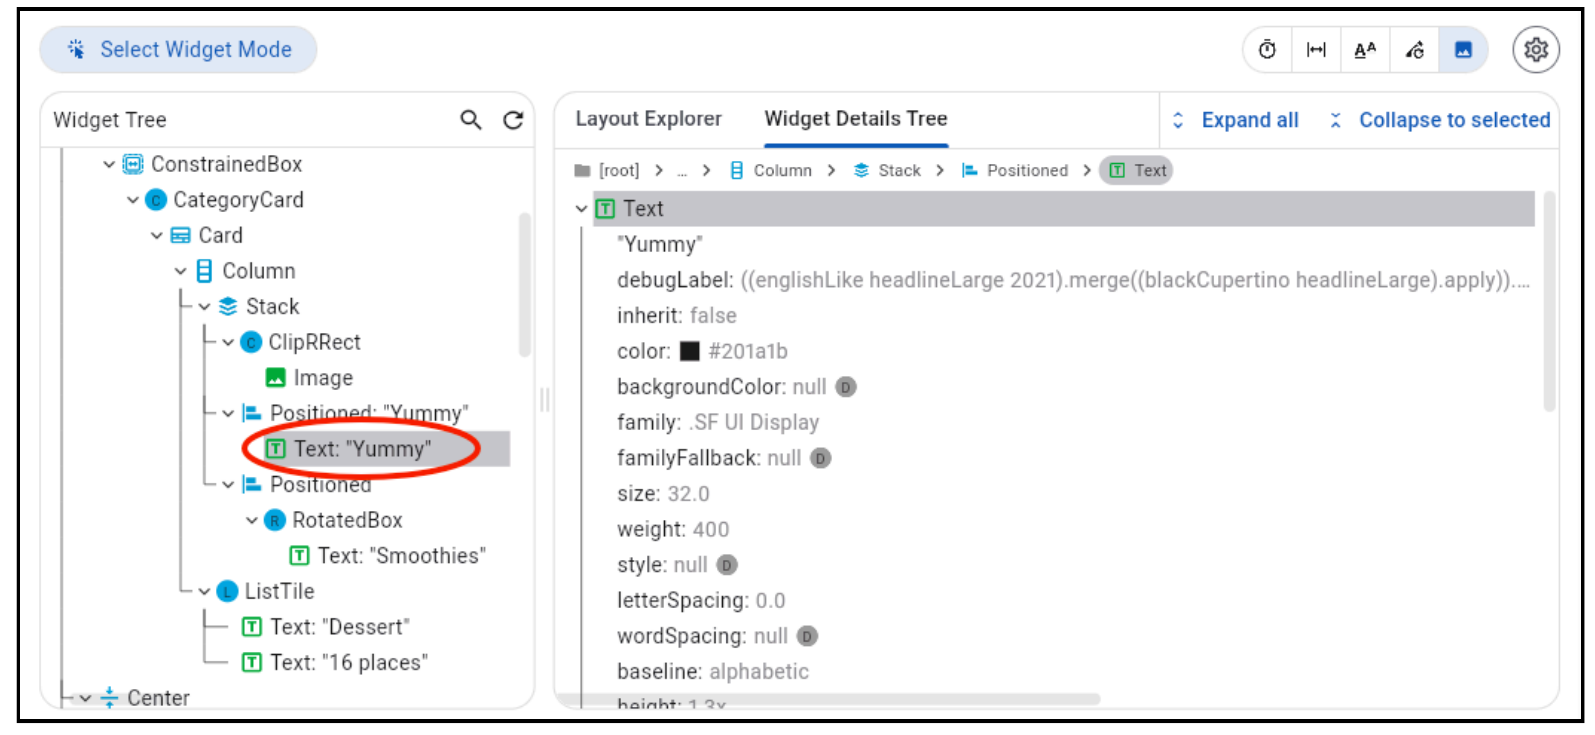 Select Widget Mode
Widget Tree
ConstrainedBox
CategoryCard
Card
Column
Stack
ClipRRect
Image
Positioned: "Yummy"
Text: "Yummy"
Positioned
RotatedBox
Text: "Smoothies"
ListTile
Text: "Dessert"
Text: "16 places"
Center
Layout Explorer Widget Details Tree Expand all Collapse to selected
[root] > ... > Column > Stack > Positioned > Text
Text
"Yummy"
debugLabel: ((englishLike headlineLarge 2021).merge((blackCupertino headlineLarge).apply))....
inherit: false
color: #201a1b
backgroundColor: null D
family: .SF UI Display
familyFallback: null D
size: 32.0
weight: 400
style: null D
letterSpacing: 0.0
wordSpacing: null D
baseline: alphabetic
height: 1.3x